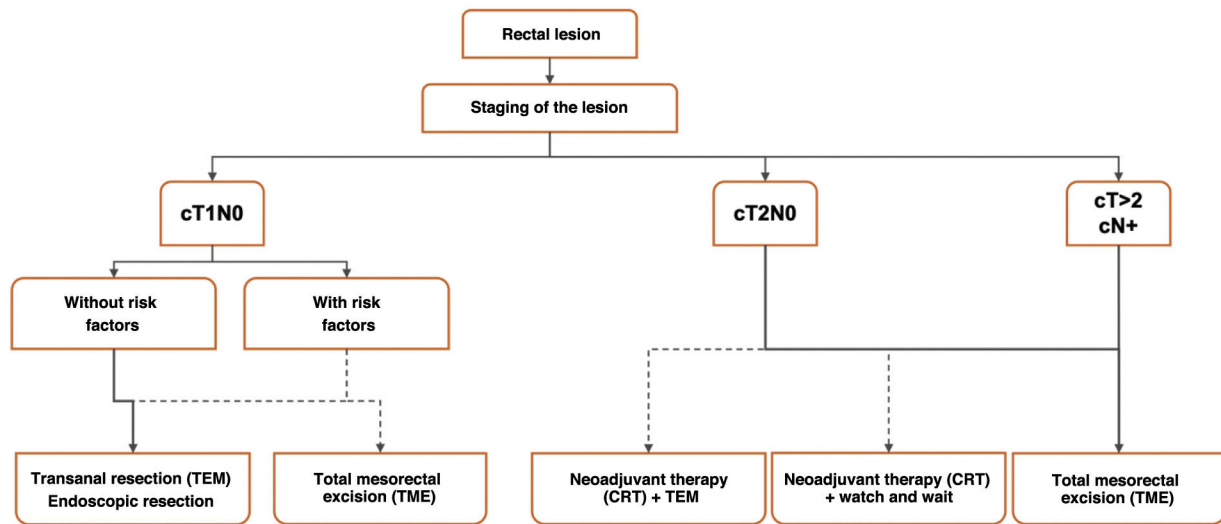 Rectal lesion
Staging of the lesion
cT1N0
cT2N0
cT>2
cN+
Without risk
factors
With risk
factors
Transanal resection (TEM)
Endoscopic resection
Total mesorectal
excision (TME)
Neoadjuvant therapy
(CRT) + TEM
Neoadjuvant therapy (CRT)
+ watch and wait
Total mesorectal
excision (TME)